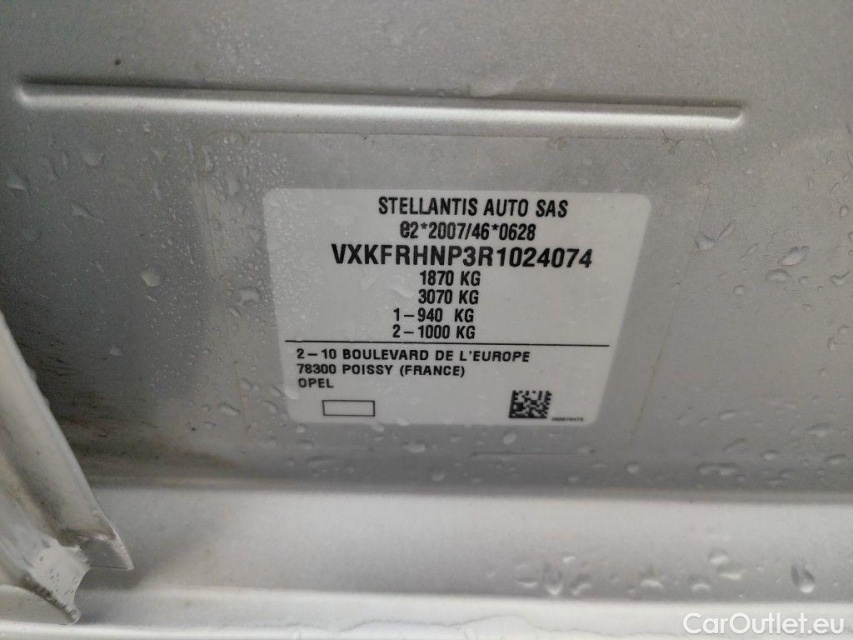 STELLANTIS AUTO SAS
e2*2007/46*0628
VXKFRHNP3R1024074
1870 KG
3070 KG
1-940 KG
2-1000 KG
2-10 BOULEVARD DE L'EUROPE
78300 POISSY (FRANCE)
OPEL
CarOutlet.eu